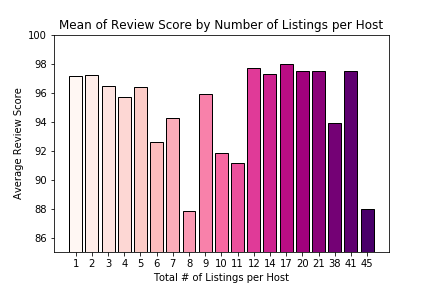 Mean of Review Score by Number of Listings per Host
100
98
96
94
92
90
88
86
Average Review Score
1 2 3 4 5 6 7 8 9 10 11 12 14 17 20 21 38 41 45
Total # of Listings per Host